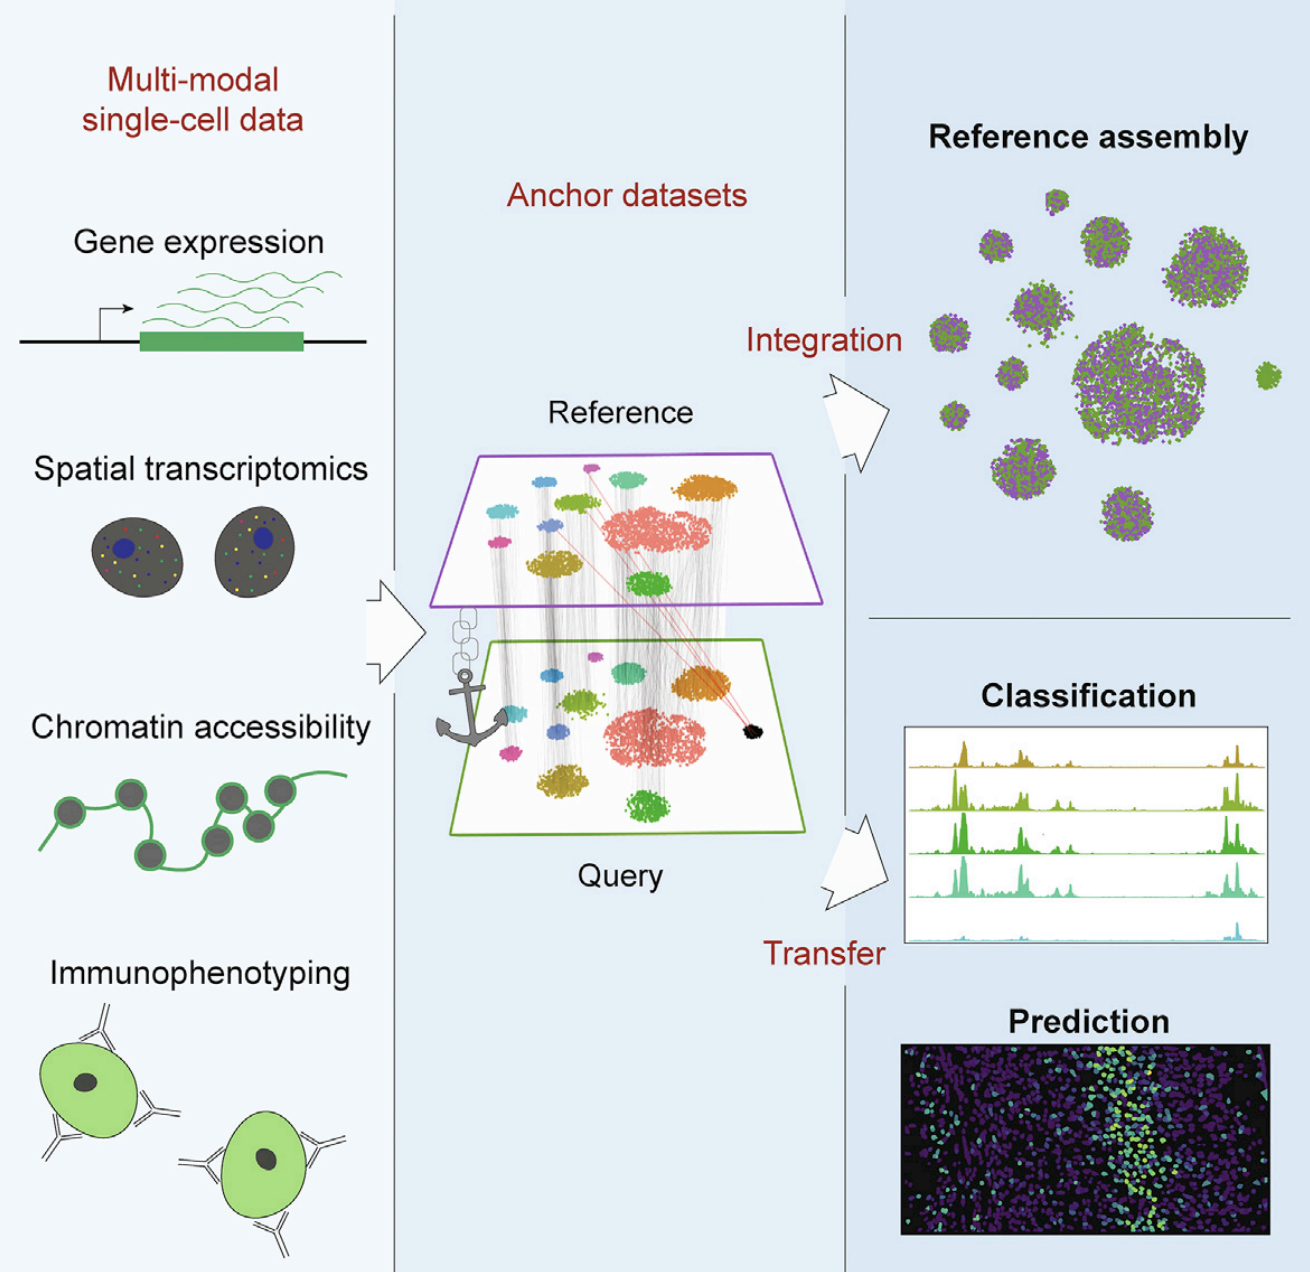 Multi-modal
single-cell data
Gene expression
Spatial transcriptomics
Chromatin accessibility
Immunophenotyping
Anchor datasets
Reference
Query
Integration
Transfer
Reference assembly
Classification
Prediction